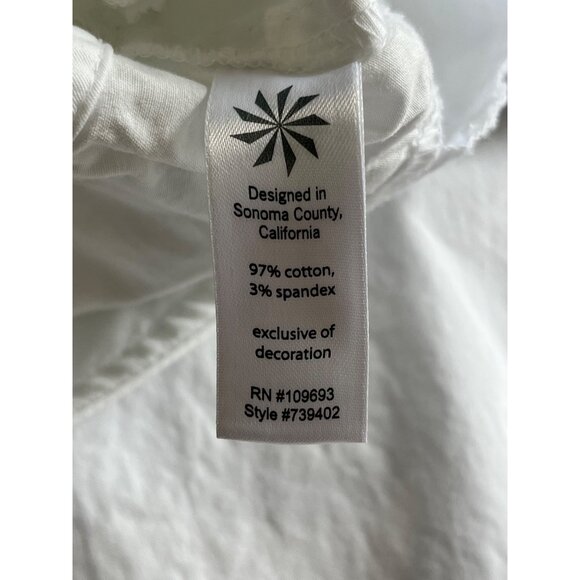 Designed in
Sonoma County,
California
97% cotton,
3% spandex
exclusive of
decoration
RN #109693
Style #739402